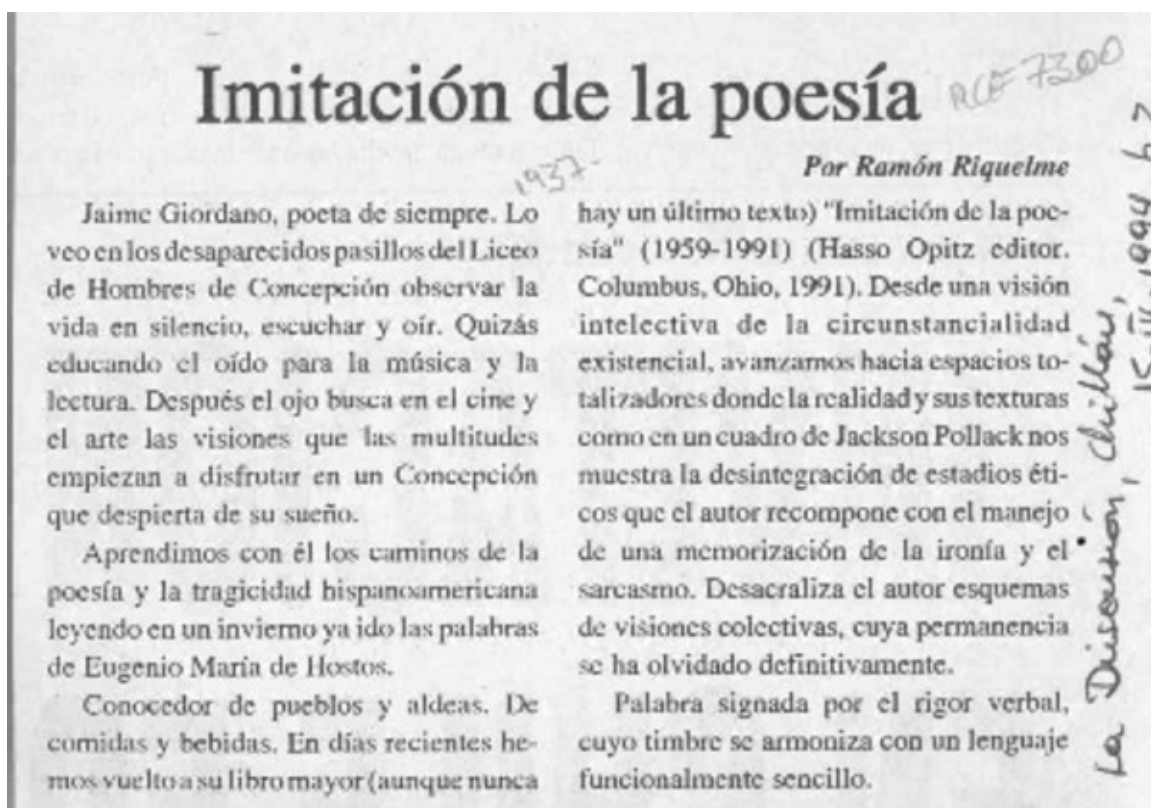 Imitación de la poesía
RCE 7300
Por Ramón Riquelme
1937-
Jaime Giordano, poeta de siempre. Lo
veo en los desaparecidos pasillos del Liceo
de Hombres de Concepción observar la
vida en silencio, escuchar y oír. Quizás
educando el oído para la música y la
lectura. Después el ojo busca en el cine y
el arte las visiones que las multitudes
empiezan a disfrutar en un Concepción
que despierta de su sueño.
Aprendimos con él los caminos de la
poesía y la tragicidad hispanoamericana
leyendo en un invierno ya ido las palabras
de Eugenio María de Hostos.
Conocedor de pueblos y aldeas. De
comidas y bebidas. En días recientes he-
mos vuelto a su libro mayor (aunque nunca
hay un último texto) "Imitación de la poe-
sía" (1959-1991) (Hasso Opitz editor.
Columbus, Ohio, 1991). Desde una visión
intelectiva de la circunstancialidad
existencial, avanzamos hacia espacios to-
talizadores donde la realidad y sus texturas
como en un cuadro de Jackson Pollack nos
muestra la desintegración de estadios éti-
cos que el autor recompone con el manejo
de una memorización de la ironía y el
sarcasmo. Desacraliza el autor esquemas
de visiones colectivas, cuya permanencia
se ha olvidado definitivamente.
Palabra signada por el rigor verbal,
cuyo timbre se armoniza con un lenguaje
funcionalmente sencillo.
La Discusión, Chillán,
1994